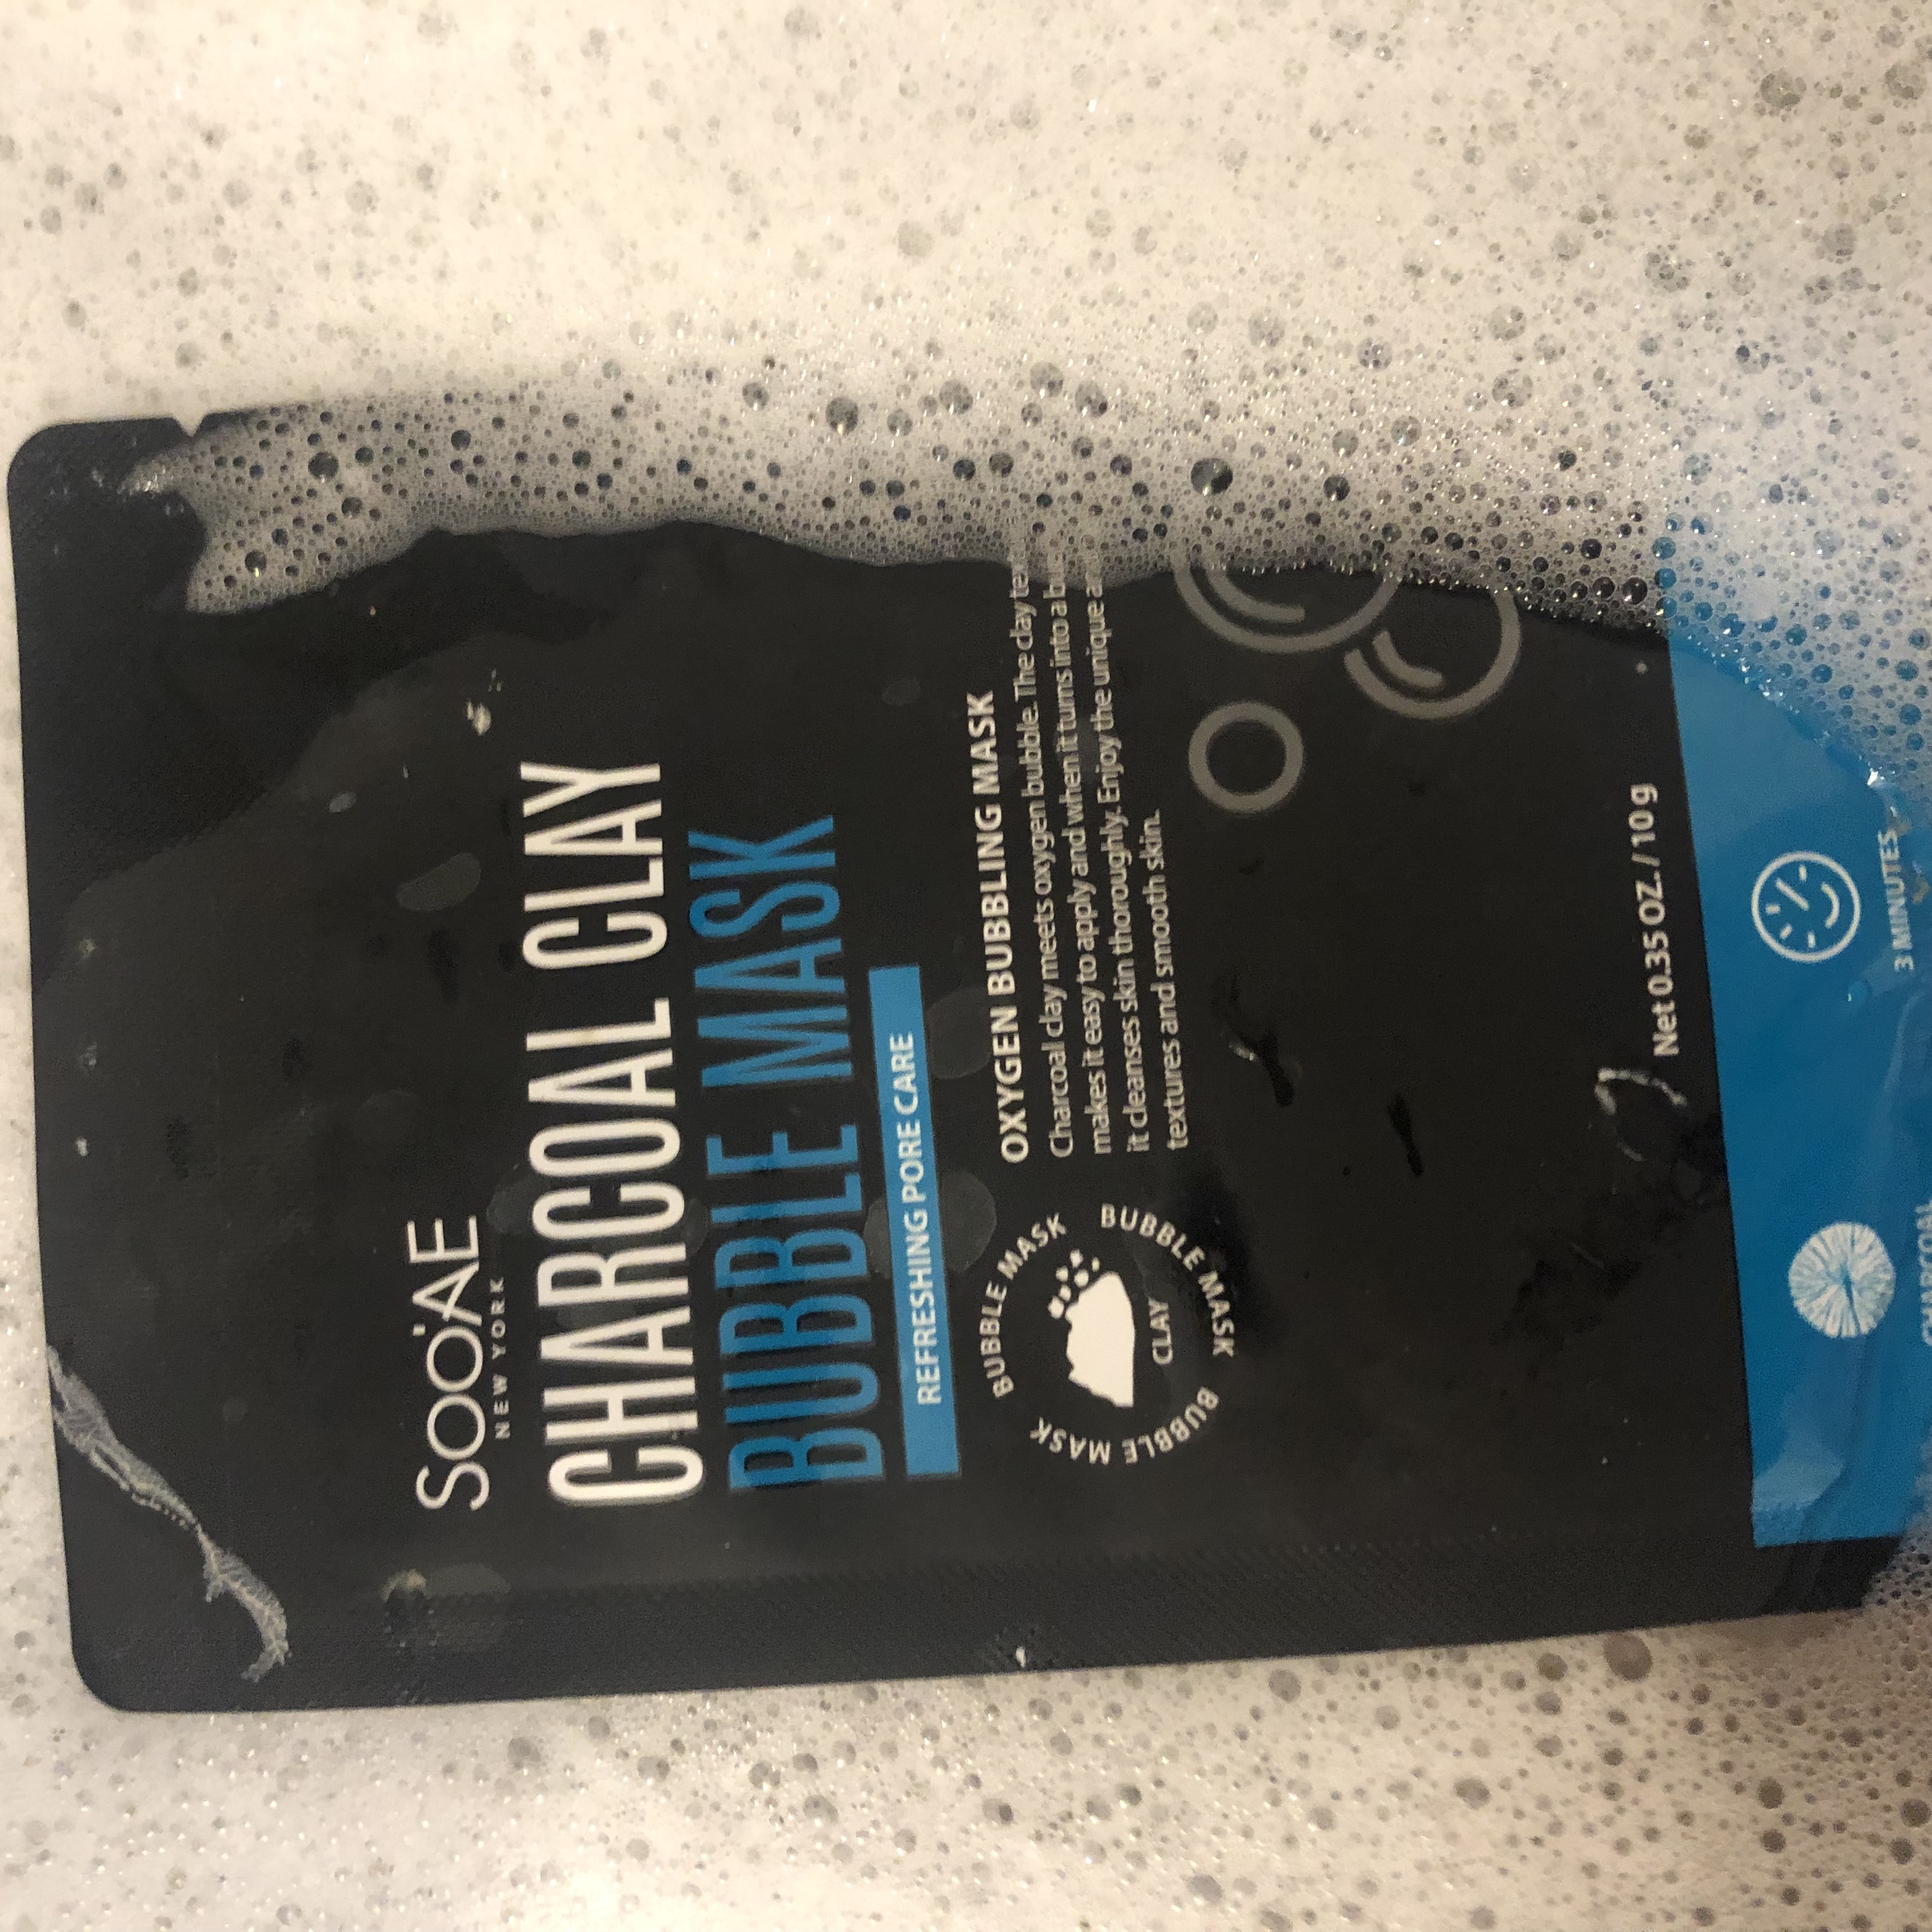 SOO'AE
NEW YORK
CHARCOAL CLAY
BUBBLE MASK
REFRESHING PORE CARE
BUBBLE MASK BUBBLE MASK BUBBLE MASK
CLAY
OXYGEN BUBBLING MASK
Charcoal clay meets oxygen bubble. The clay
makes it easy to apply and when it turns into a
it cleanses skin thoroughly. Enjoy the unique
textures and smooth skin.
Net 0.35 OZ. / 10 g
3 MINUTES